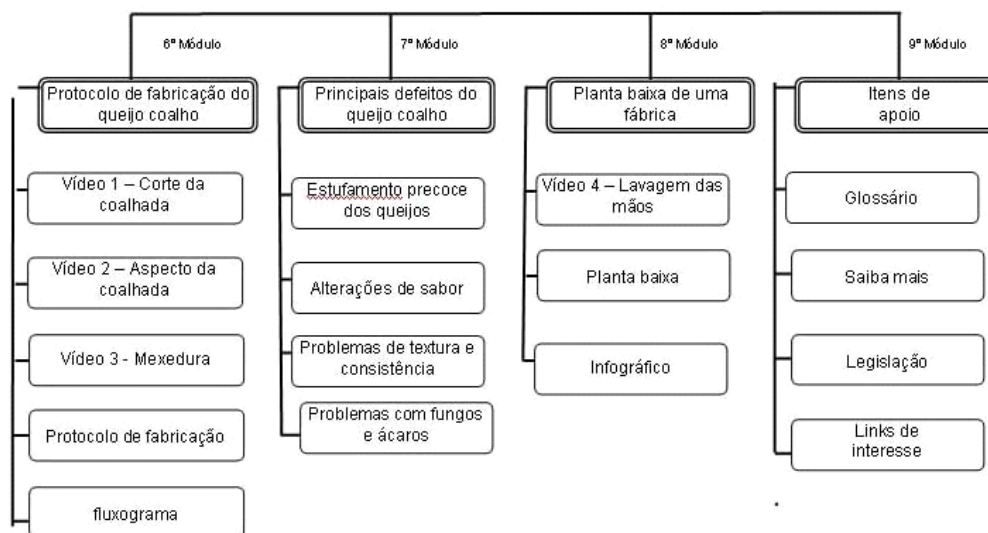 6º Módulo
7º Módulo
8º Módulo
9º Módulo
Protocolo de fabricação do
queijo coalho
Vídeo 1 – Corte da
coalhada
Vídeo 2 – Aspecto da
coalhada
Vídeo 3 - Mexedura
Protocolo de fabricação
fluxograma
Principais defeitos do
queijo coalho
Estufamento precoce
dos queijos
Alterações de sabor
Problemas de textura e
consistência
Problemas com fungos
e ácaros
Planta baixa de uma
fábrica
Vídeo 4 – Lavagem das
mãos
Planta baixa
Infográfico
Itens de
apoio
Glossário
Saiba mais
Legislação
Links de
interesse